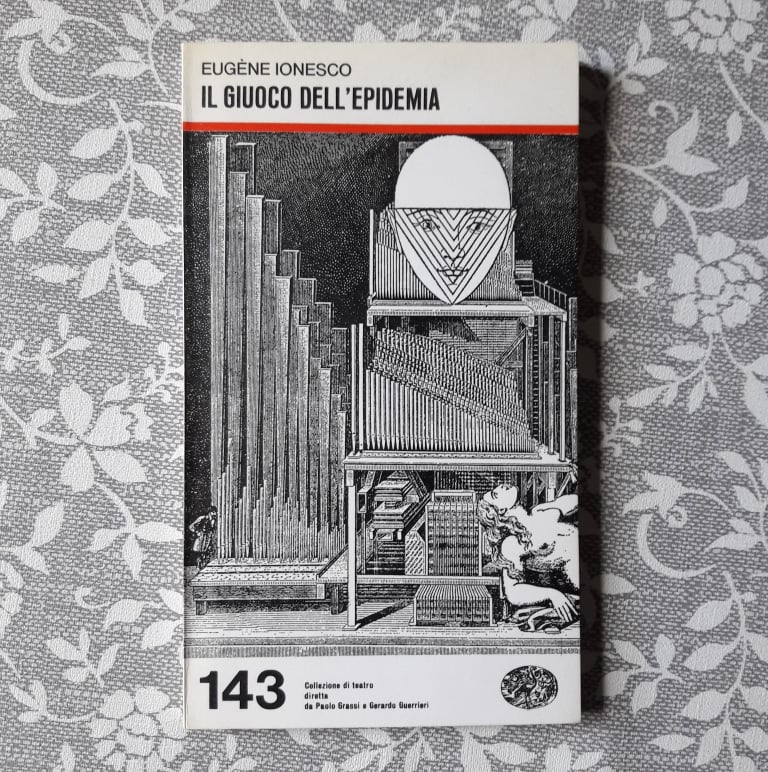 EUGÈNE IONESCO
IL GIUOCO DELL'EPIDEMIA
143
Collezione di teatro
diretta
da Paolo Grassi e Gerardo Guerrieri